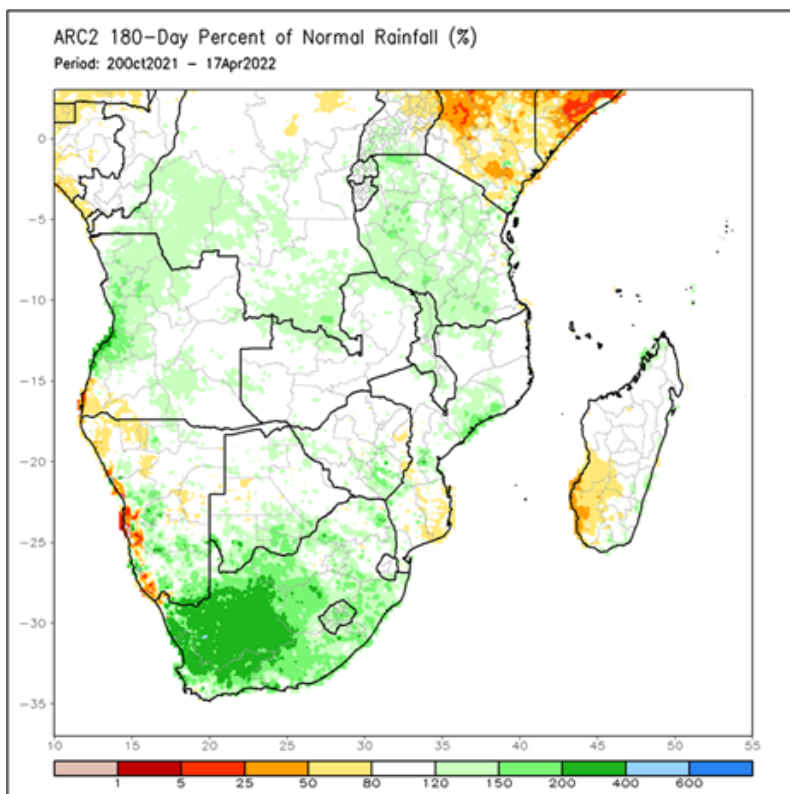 ARC2 180-Day Percent of Normal Rainfall (%)
Period: 20Oct2021 - 17Apr2022
0
-5
-10
-15
-20
-25
-30
-35
10 15 20 25 30 35 40 45 50 55
1 5 25 50 80 120 150 200 400 600